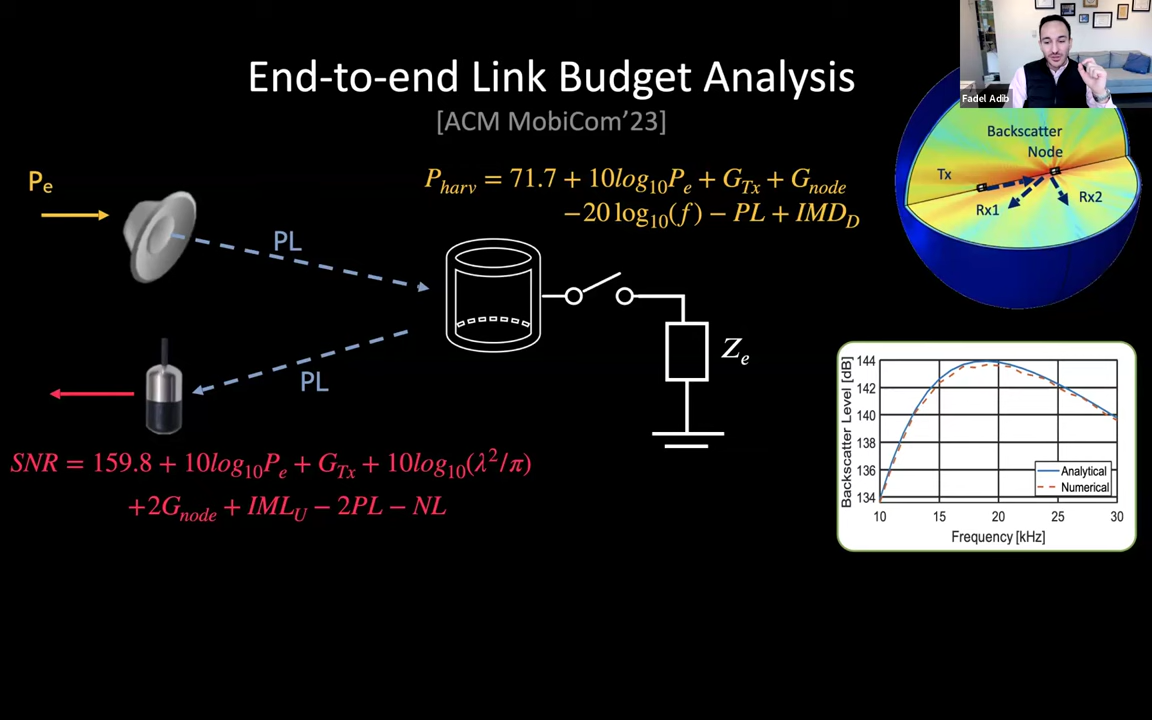 End-to-end Link Budget Analysis
[ACM MobiCom'23]
Fadel Adib
Backscatter
Node
Tx
Rx1
Rx2
Pe
PL
PL
P_harv = 71.7 + 10log₁₀P_e + G_Tx + G_node
−20 log₁₀(f) − PL + IMD_D
Z_e
SNR = 159.8 + 10log₁₀P_e + G_Tx + 10log₁₀(λ²/π)
+2G_node + IML_U − 2PL − NL
Backscatter Level [dB]
144
142
140
138
136
134
Analytical
Numerical
10 15 20 25 30
Frequency [kHz]